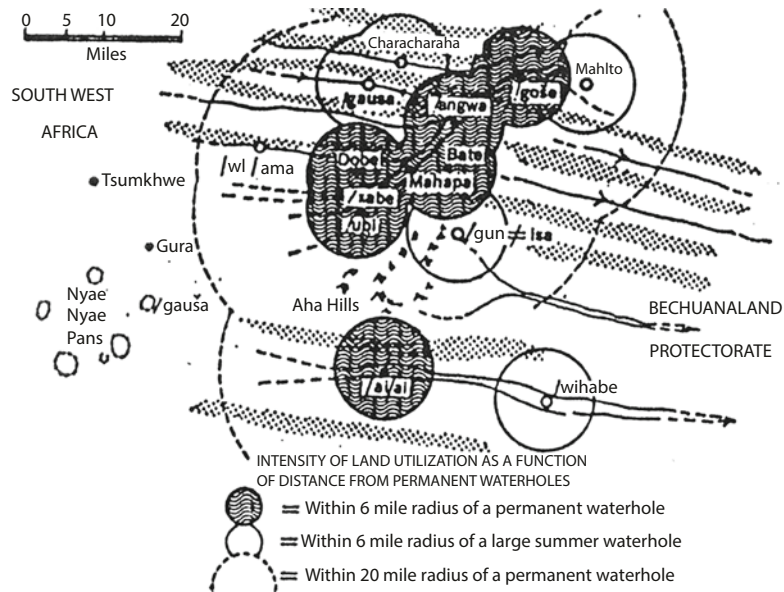 0 5 10 20
Miles
SOUTH WEST
AFRICA
Characharaha
Mahlto
/gausa
/angwa
/goše
Dobe
Bate
/wl /ama
Mahapa
Tsumkhwe
/xabe
/ubl
/gun = lsa
Gura
Nyae
Nyae
Pans
/gausa
Aha Hills
BECHUANALAND
PROTECTORATE
/ai/ai
/wihabe
INTENSITY OF LAND UTILIZATION AS A FUNCTION
OF DISTANCE FROM PERMANENT WATERHOLES
= Within 6 mile radius of a permanent waterhole
= Within 6 mile radius of a large summer waterhole
= Within 20 mile radius of a permanent waterhole